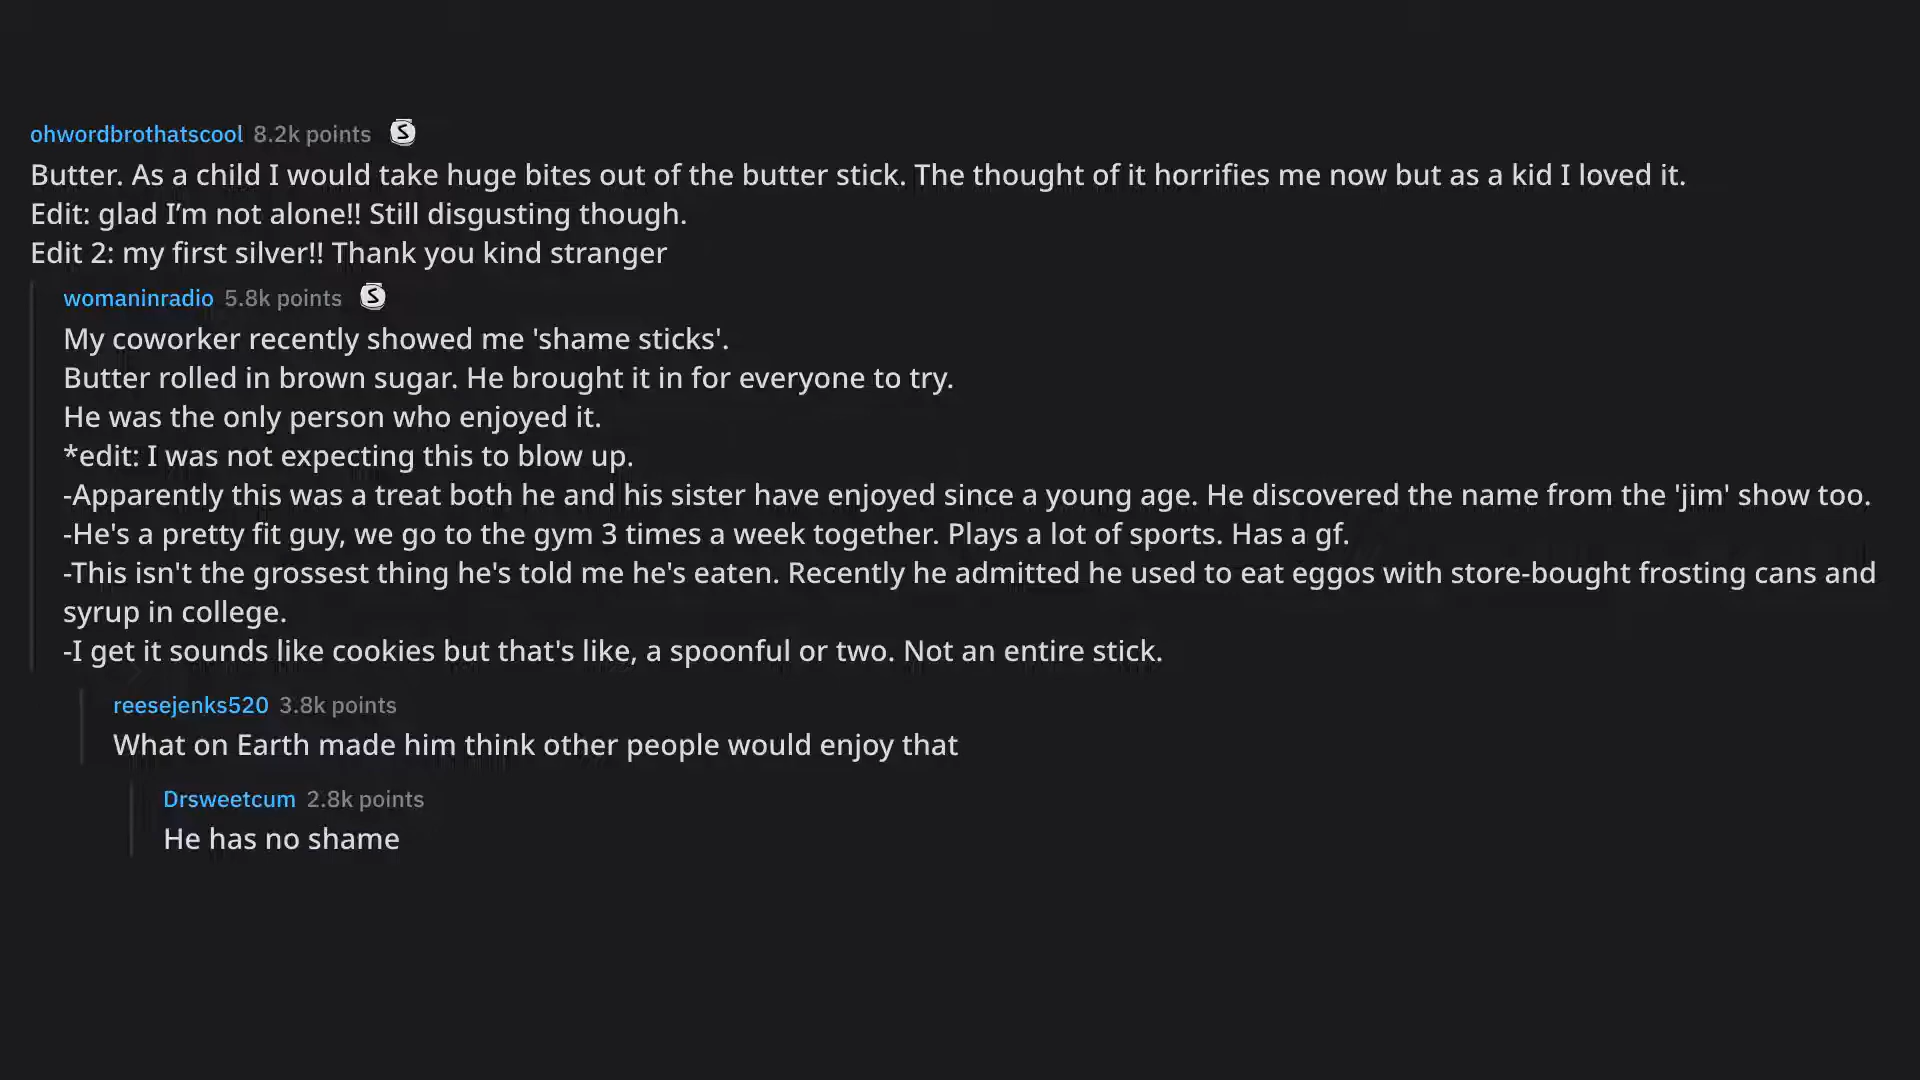 ohwordbrothatscool 8.2k points S
Butter. As a child I would take huge bites out of the butter stick. The thought of it horrifies me now but as a kid I loved it.
Edit: glad I’m not alone!! Still disgusting though.
Edit 2: my first silver!! Thank you kind stranger
womaninradio 5.8k points S
My coworker recently showed me 'shame sticks'.
Butter rolled in brown sugar. He brought it in for everyone to try.
He was the only person who enjoyed it.
*edit: I was not expecting this to blow up.
-Apparently this was a treat both he and his sister have enjoyed since a young age. He discovered the name from the 'jim' show too.
-He's a pretty fit guy, we go to the gym 3 times a week together. Plays a lot of sports. Has a gf.
-This isn't the grossest thing he's told me he's eaten. Recently he admitted he used to eat eggos with store-bought frosting cans and
syrup in college.
-I get it sounds like cookies but that's like, a spoonful or two. Not an entire stick.
reesejenks520 3.8k points
What on Earth made him think other people would enjoy that
Drsweetcum 2.8k points
He has no shame